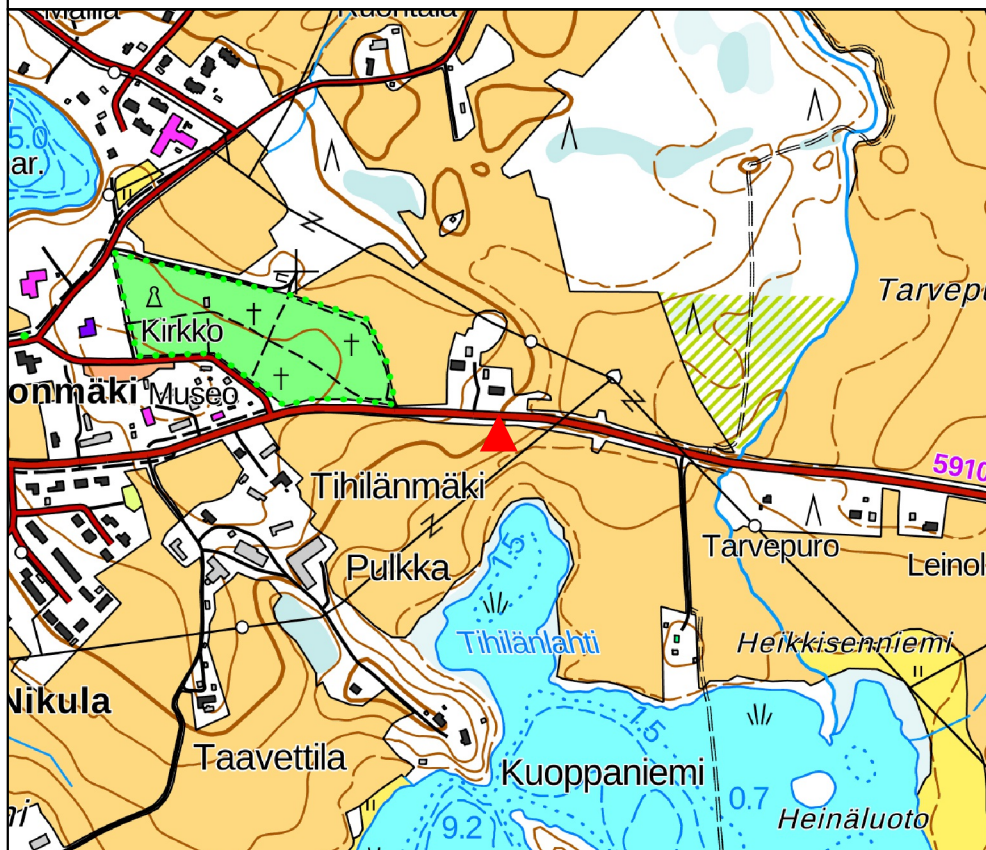 5.0
ar.
Tarvepu
Kirkko
onmäki
Museo
5910
Tihilänmäki
1.5
Tarvepuro
Pulkka
Leinol
Tihilänlahti
Heikkisenniemi
Nikula
1.5
Taavettila
Kuoppaniemi
0.7
9.2
Heinäluoto